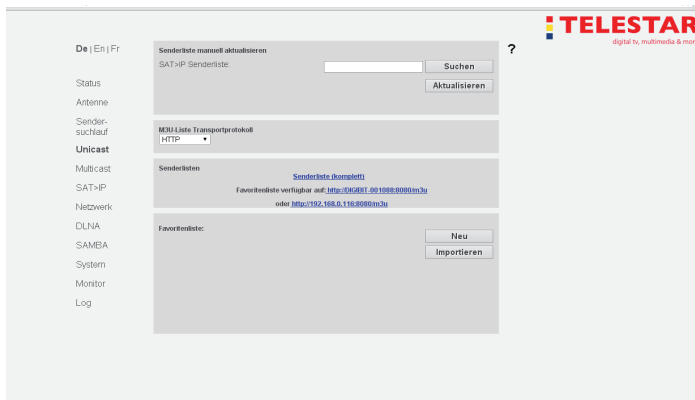 TELESTAR
digital tv, multimedia & mor
De | En | Fr
Status
Antenne
Sender-
suchlauf
Unicast
Multicast
SAT>IP
Netzwerk
DLNA
SAMBA
System
Monitor
Log
Senderliste manuell aktualisieren
?
SAT>IP Senderliste:
Suchen
Aktualisieren
M3U-Liste Transportprotokoll
HTTP
Senderlisten
Senderliste (komplett)
Favoritenliste verfügbar auf: http://DIGIBIT-001088:8080/m3u
oder http://192.168.0.116:8080/m3u
Favoritenliste:
Neu
Importieren